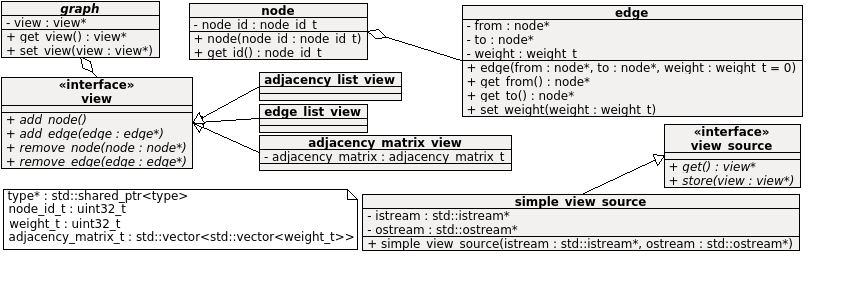 graph
- view : view*
+ get_view() : view*
+ set_view(view : view*)
node
- node_id : node_id_t
+ node(node_id : node_id_t)
+ get_id() : node_id_t
edge
- from : node*
- to : node*
- weight : weight_t
+ edge(from : node*, to : node*, weight : weight_t = 0)
+ get_from() : node*
+ get_to() : node*
+ set_weight(weight : weight_t)
«interface»
view
+ add_node()
+ add_edge(edge : edge*)
+ remove_node(node : node*)
+ remove_edge(edge : edge*)
adjacency_list_view
edge_list_view
adjacency_matrix_view
- adjacency_matrix : adjacency_matrix_t
«interface»
view_source
+ get() : view*
+ store(view : view*)
type* : std::shared_ptr<type>
node_id_t : uint32_t
weight_t : uint32_t
adjacency_matrix_t : std::vector<std::vector<weight_t>>
simple_view_source
- istream : std::istream*
- ostream : std::ostream*
+ simple_view_source(istream : std::istream*, ostream : std::ostream*)